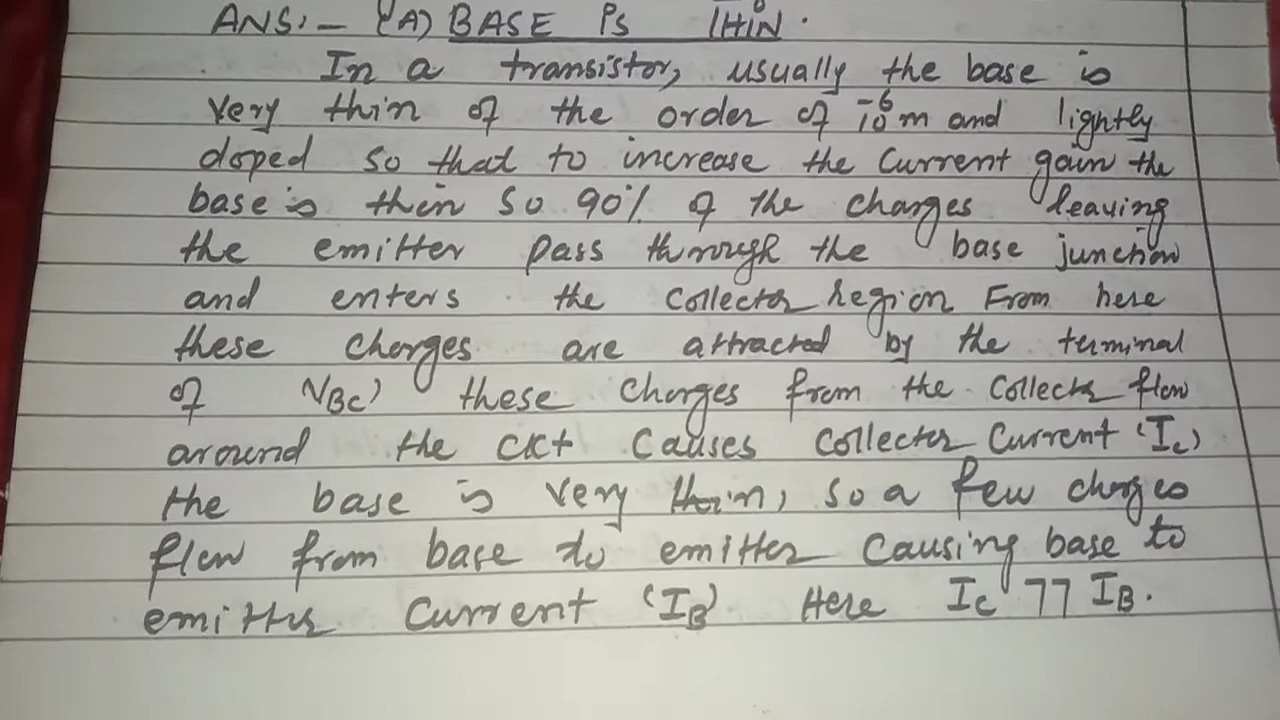 ANS:- (A) BASE is THIN.
In a transistor, usually the base is
very thin of the order of 10⁻⁶m and lightly
doped so that to increase the current gain the
base is thin so 90% of the charges leaving
the emitter pass through the base junction
and enters the collector region From here
these charges are attracted by the terminal
of VBC, these charges from the collector flow
around the ckt causes collector current (Ic)
the base is very thin, so a few charges
flow from base to emitter causing base to
emitter current (IB) Here Ic >> IB.